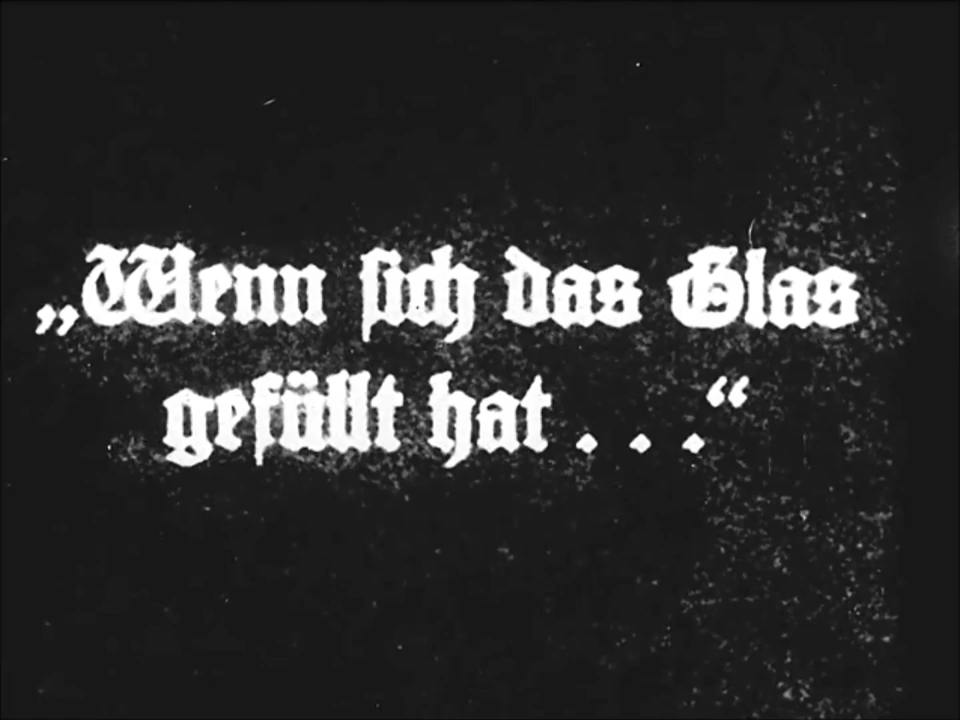 „Wenn sich das Glas
gefüllt hat . . .“